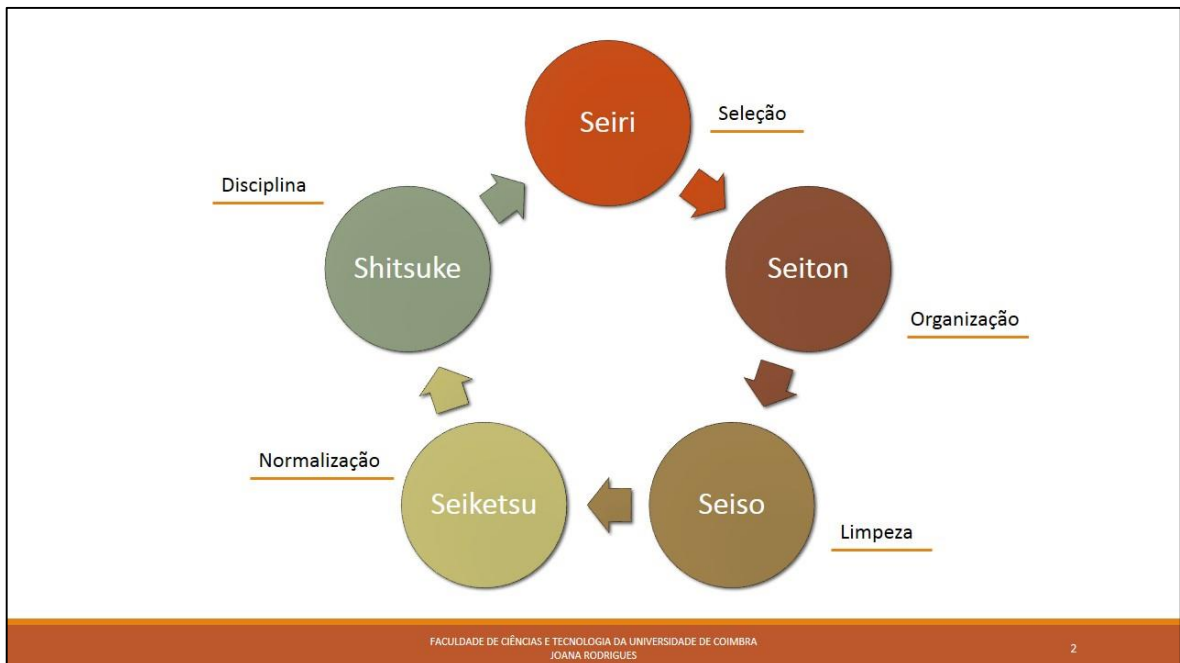 Seiri
Seleção
Seiton
Organização
Seiso
Limpeza
Seiketsu
Normalização
Shitsuke
Disciplina
FACULDADE DE CIÊNCIAS E TECNOLOGIA DA UNIVERSIDADE DE COIMBRA
JOANA RODRIGUES
2